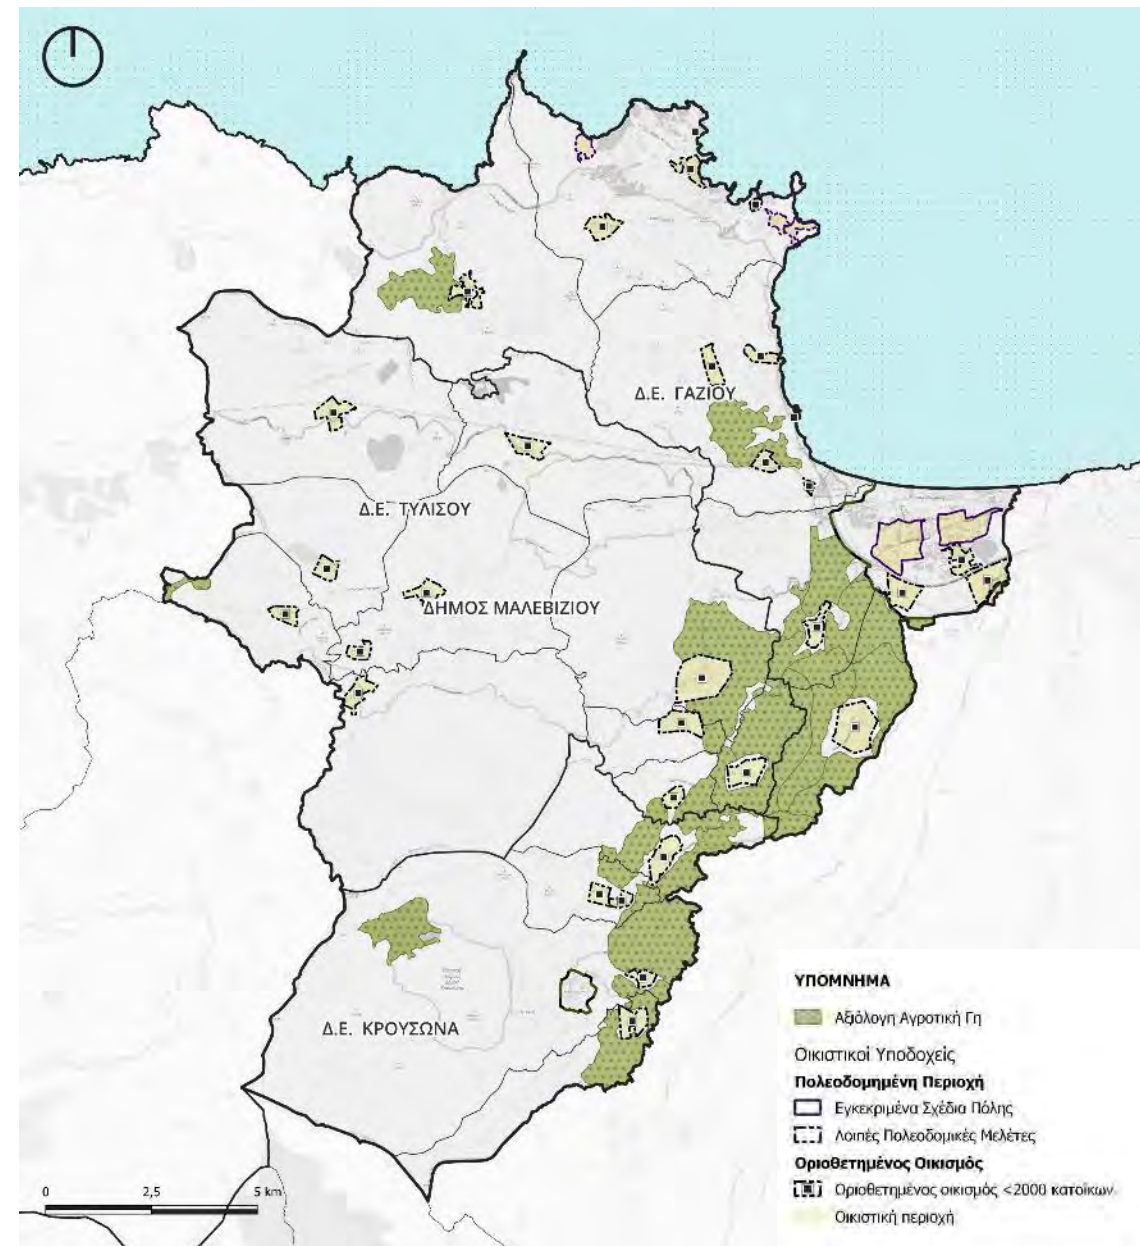 Δ.Ε. ΓΑΖΙΟΥ
Δ.Ε. ΤΥΛΙΣΟΥ
ΔΗΜΟΣ ΜΑΛΕΒΙΖΙΟΥ
Δ.Ε. ΚΡΟΥΣΩΝΑ
ΥΠΟΜΝΗΜΑ
Αξιόλογη Αγροτική Γη
Οικιστικοί Υποδοχείς
Πολεοδομημένη Περιοχή
Εγκεκριμένα Σχέδια Πόλης
Λοιπές Πολεοδομικές Μελέτες
Οριοθετημένος Οικισμός
Οριοθετημένος οικισμός <2000 κατοίκων
Οικιστική περιοχή
0 2,5 5 km